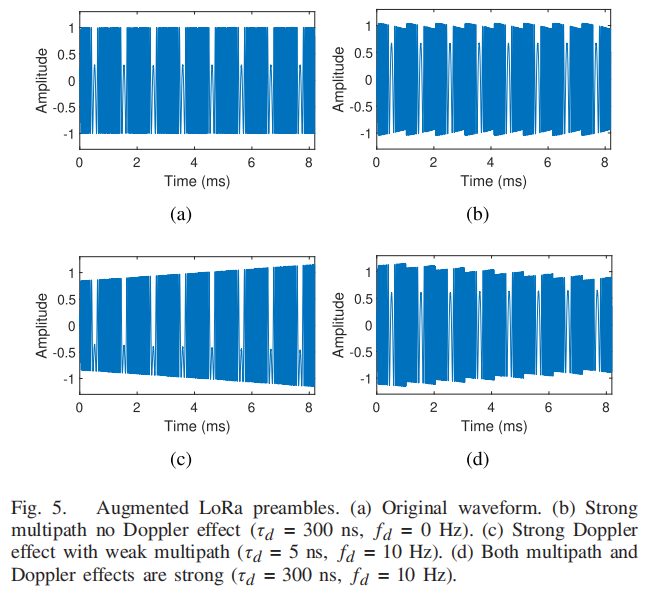 1
0.5
0
-0.5
-1
Amplitude
0 2 4 6 8
Time (ms)
(a)
1
0.5
0
-0.5
-1
Amplitude
0 2 4 6 8
Time (ms)
(b)
1
0.5
0
-0.5
-1
Amplitude
0 2 4 6 8
Time (ms)
(c)
1
0.5
0
-0.5
-1
Amplitude
0 2 4 6 8
Time (ms)
(d)
Fig. 5. Augmented LoRa preambles. (a) Original waveform. (b) Strong
multipath no Doppler effect (τd = 300 ns, fd = 0 Hz). (c) Strong Doppler
effect with weak multipath (τd = 5 ns, fd = 10 Hz). (d) Both multipath and
Doppler effects are strong (τd = 300 ns, fd = 10 Hz).